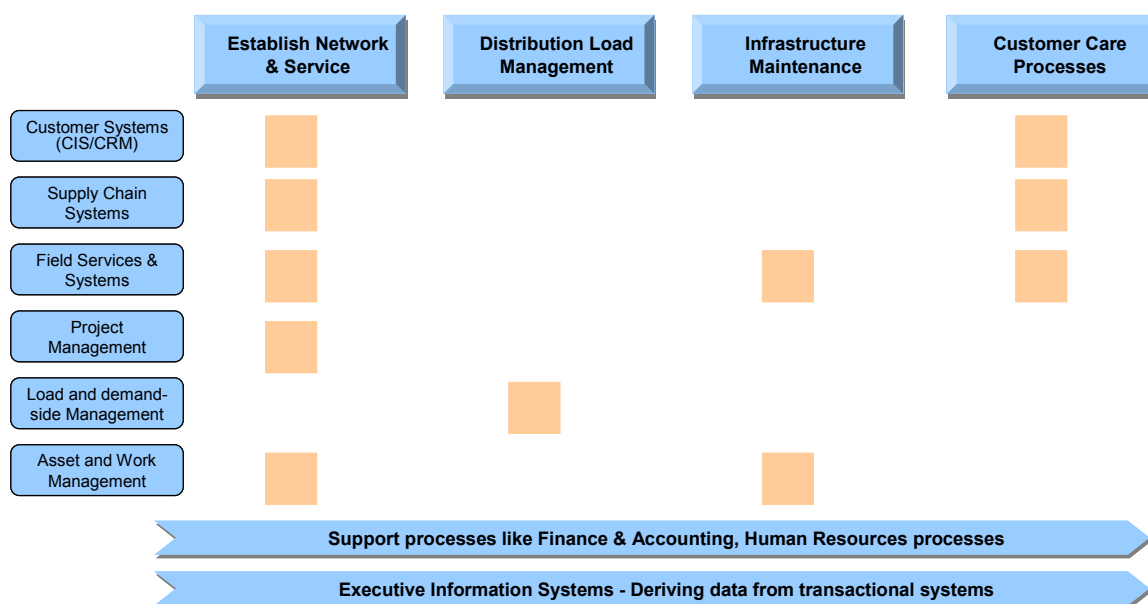 Establish Network
& Service
Distribution Load
Management
Infrastructure
Maintenance
Customer Care
Processes
Customer Systems
(CIS/CRM)
Supply Chain
Systems
Field Services &
Systems
Project
Management
Load and demand-
side Management
Asset and Work
Management
Support processes like Finance & Accounting, Human Resources processes
Executive Information Systems - Deriving data from transactional systems